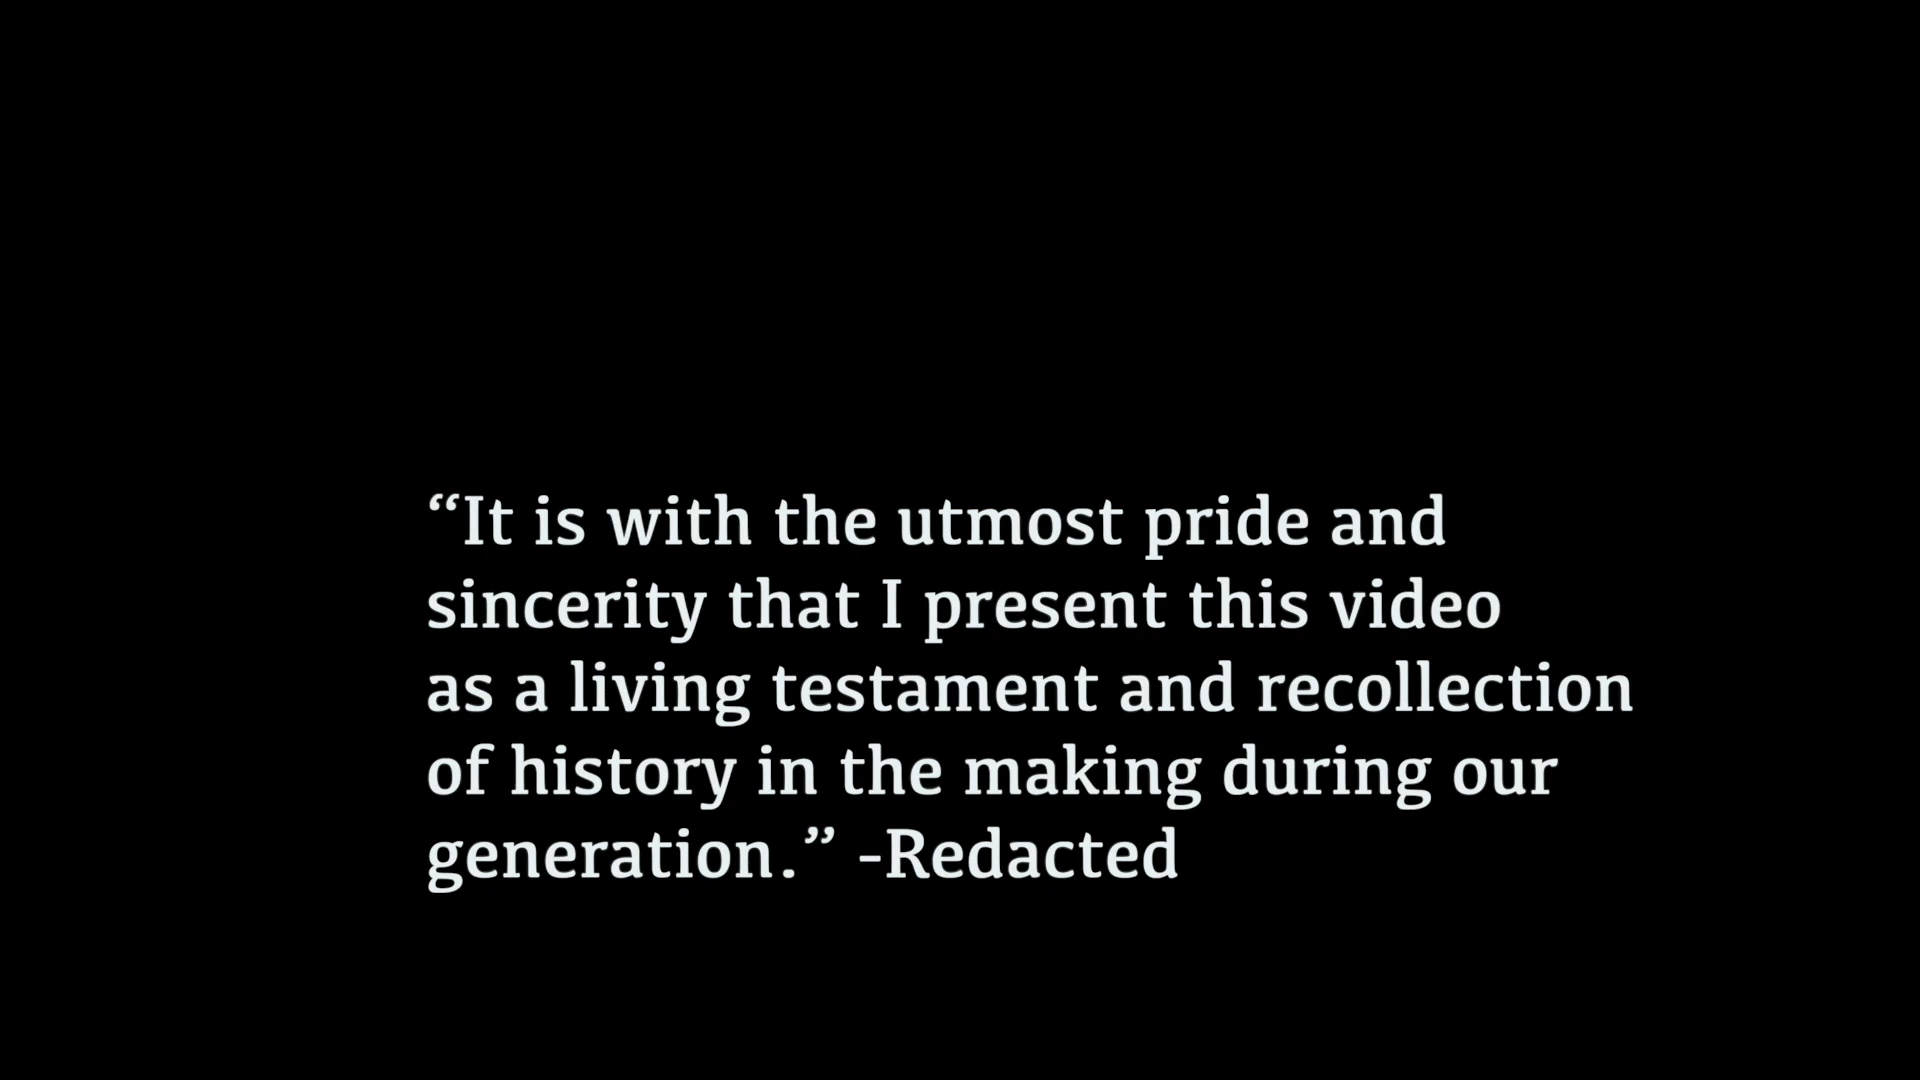 “It is with the utmost pride and
sincerity that I present this video
as a living testament and recollection
of history in the making during our
generation.” -Redacted